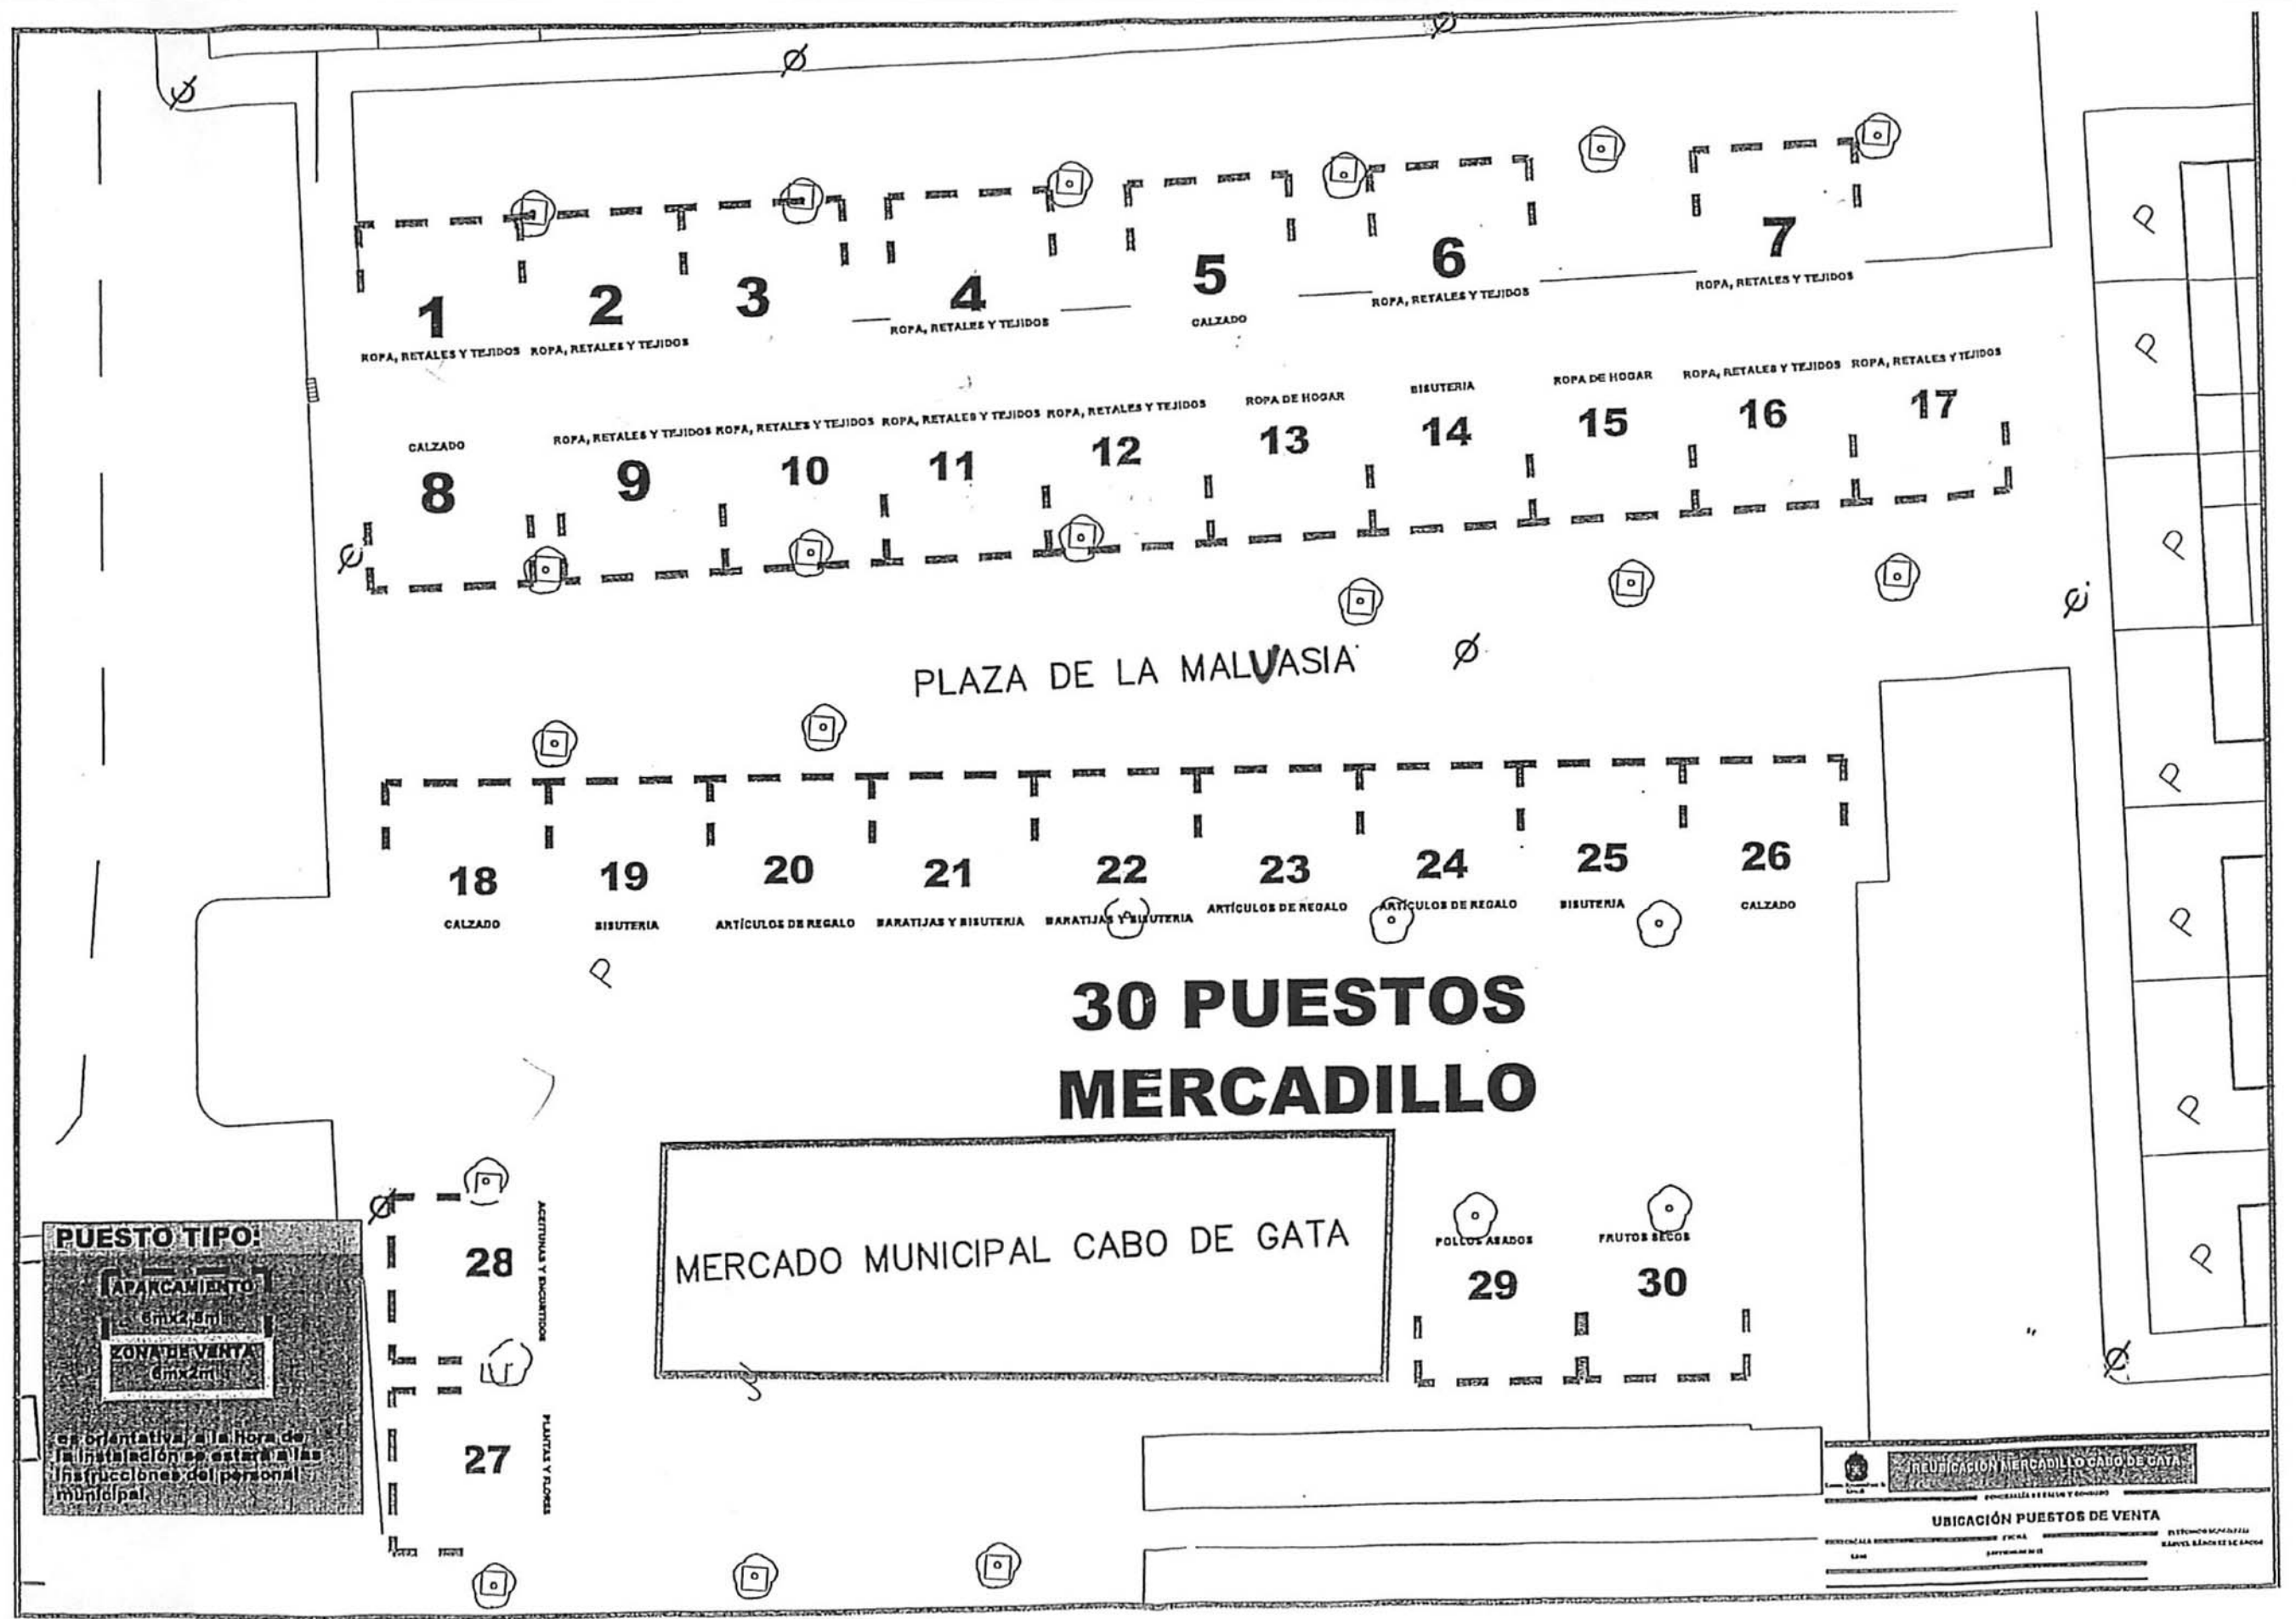 1
2
3
4
5
6
7
ROPA, RETALES Y TEJIDOS
ROPA, RETALES Y TEJIDOS
ROPA, RETALES Y TEJIDOS
CALZADO
ROPA, RETALES Y TEJIDOS
ROPA, RETALES Y TEJIDOS
CALZADO
ROPA, RETALES Y TEJIDOS
ROPA, RETALES Y TEJIDOS
ROPA, RETALES Y TEJIDOS
ROPA, RETALES Y TEJIDOS
ROPA DE HOGAR
BISUTERIA
ROPA DE HOGAR
ROPA, RETALES Y TEJIDOS
ROPA, RETALES Y TEJIDOS
8
9
10
11
12
13
14
15
16
17
P
P
P
P
P
P
P
PLAZA DE LA MALVASIA
18
19
20
21
22
23
24
25
26
CALZADO
BISUTERIA
ARTÍCULOS DE REGALO
BARATIJAS Y BISUTERIA
BARATIJAS Y BISUTERIA
ARTÍCULOS DE REGALO
ARTÍCULOS DE REGALO
BISUTERIA
CALZADO
P
30 PUESTOS
MERCADILLO
28
ACEITUNAS Y ENCURTIDOS
27
PLANTAS Y FLORES
MERCADO MUNICIPAL CABO DE GATA
POLLOS ASADOS
FRUTOS SECOS
29
30
PUESTO TIPO:
APARCAMIENTO
6mx2,5m
ZONA DE VENTA
6mx2m
es orientativa, a la Hora de
la instalación se estará a las
instrucciones del personal
municipal.
REUBICACIÓN MERCADILLO CABO DE GATA
UBICACIÓN PUESTOS DE VENTA